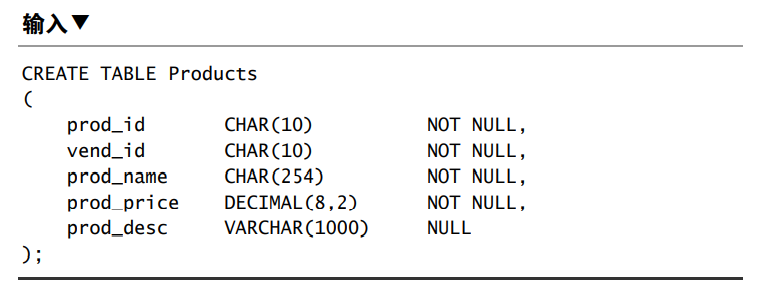 输入▼
CREATE TABLE Products
(
    prod_id       CHAR(10)          NOT NULL,
    vend_id       CHAR(10)          NOT NULL,
    prod_name     CHAR(254)         NOT NULL,
    prod_price    DECIMAL(8,2)      NOT NULL,
    prod_desc     VARCHAR(1000)     NULL
);